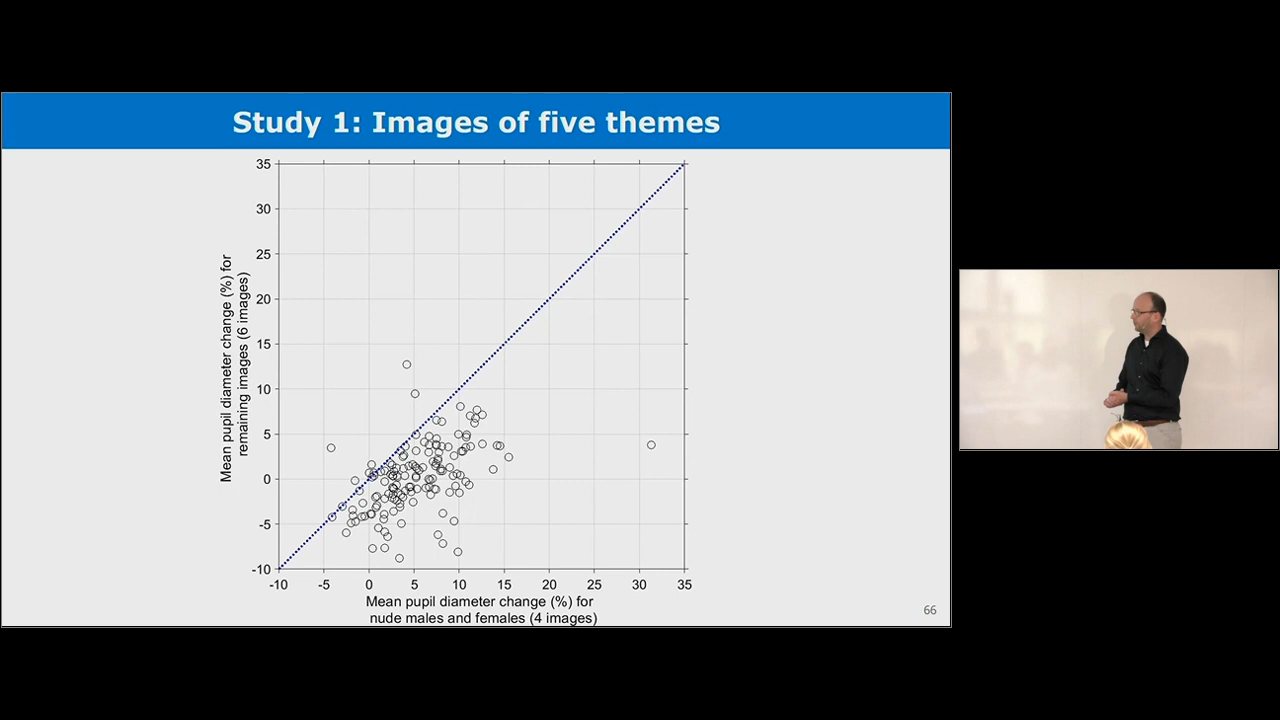 Study 1: Images of five themes
35
30
25
20
15
10
5
0
-5
-10
-10 -5 0 5 10 15 20 25 30 35
Mean pupil diameter change (%) for
remaining images (6 images)
Mean pupil diameter change (%) for
nude males and females (4 images)
66